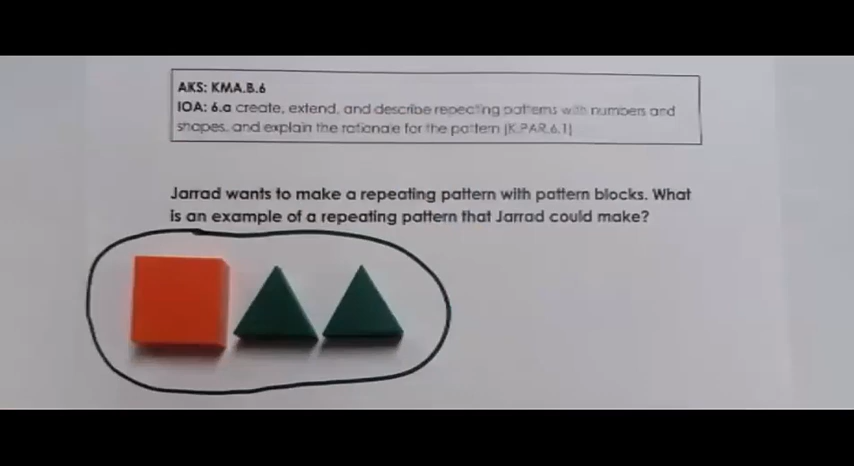 AKS: KMA.B.6
IOA: 6.a create, extend, and describe repeating patterns with numbers and
shapes, and explain the rationale for the pattern (K.PAR.6.1)
Jarrad wants to make a repeating pattern with pattern blocks. What
is an example of a repeating pattern that Jarrad could make?